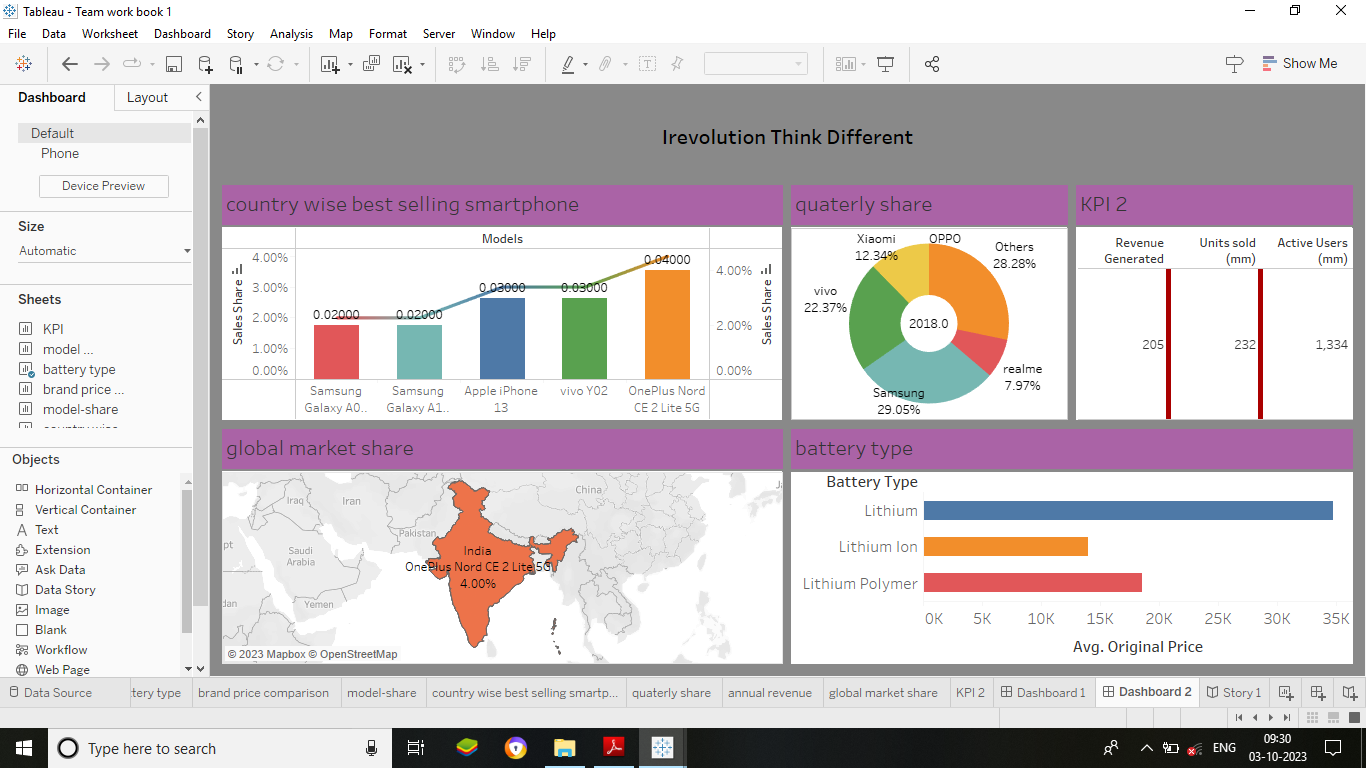 Tableau - Team work book 1
File Data Worksheet Dashboard Story Analysis Map Format Server Window Help
Show Me
Dashboard Layout
Default
Phone
Device Preview
Size
Automatic
Sheets
KPI
model ...
battery type
brand price ...
model-share
Objects
Horizontal Container
Vertical Container
Text
Extension
Ask Data
Data Story
Image
Blank
Workflow
Web Page
Irevolution Think Different
country wise best selling smartphone
Models
Sales Share
4.00%
3.00%
2.00%
1.00%
0.00%
0.02000 0.02000 0.03000 0.03000 0.04000
4.00%
2.00%
0.00%
Sales Share
Samsung Galaxy A0..
Samsung Galaxy A1..
Apple iPhone 13
vivo Y02
OnePlus Nord CE 2 Lite 5G
quaterly share
Xiaomi
12.34%
OPPO
Others
28.28%
vivo
22.37%
2018.0
realme
7.97%
Samsung
29.05%
KPI 2
Revenue Generated
Units sold (mm)
Active Users (mm)
205 232 1,334
global market share
Iraq
Iran
China
Pakistan
Saudi Arabia
Yemen
India
OnePlus Nord CE 2 Lite 5G
4.00%
© 2023 Mapbox © OpenStreetMap
battery type
Battery Type
Lithium
Lithium Ion
Lithium Polymer
0K 5K 10K 15K 20K 25K 30K 35K
Avg. Original Price
Data Source tery type brand price comparison model-share country wise best selling smartp... quaterly share annual revenue global market share KPI 2 Dashboard 1 Dashboard 2 Story 1
Type here to search
ENG
09:30
03-10-2023